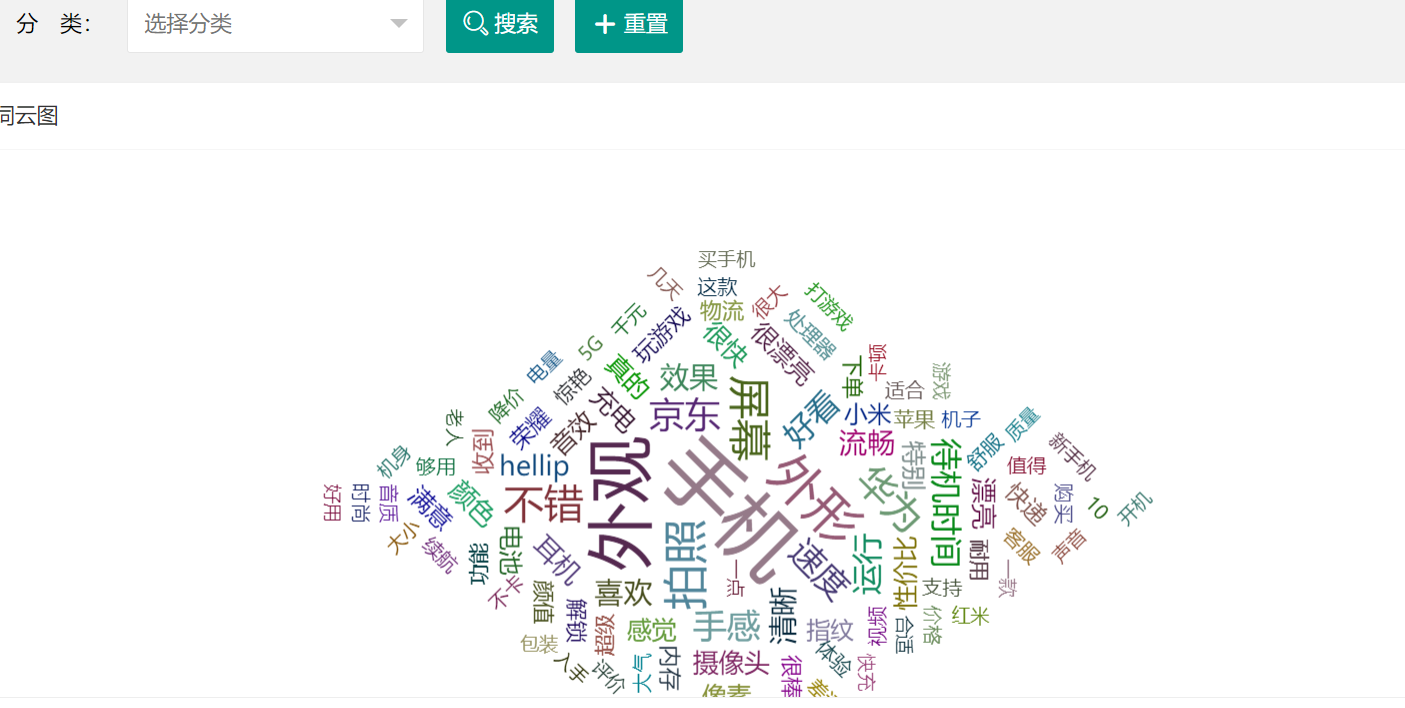 分 类：
选择分类
搜索
重置
词云图
买手机
几天
这款
很大
打游戏
千元
玩游戏
物流
很快
很漂亮
处理器
5G
电量
惊艳
真的
效果
下单
卡顿
适合
游戏
降价
荣耀
音效
充电
京东
屏幕
好看
小米
苹果
机子
质量
老人
收到
hellip
外观
手机
外形
流畅
特别
待机时间
舒服
值得
新手机
机身
够用
好用
时尚
音质
满意
颜色
不错
华为
漂亮
快递
购买
10
开机
大小
续航
功能
电池
耳机
拍照
速度
运行
性价比
耐用
客服
声音
不卡
颜值
解锁
喜欢
一点
清晰
支持
一款
包装
超级
感觉
手感
指纹
视频
合适
价格
红米
入手
评价
大气
内存
摄像头
很棒
体验
快充
像素